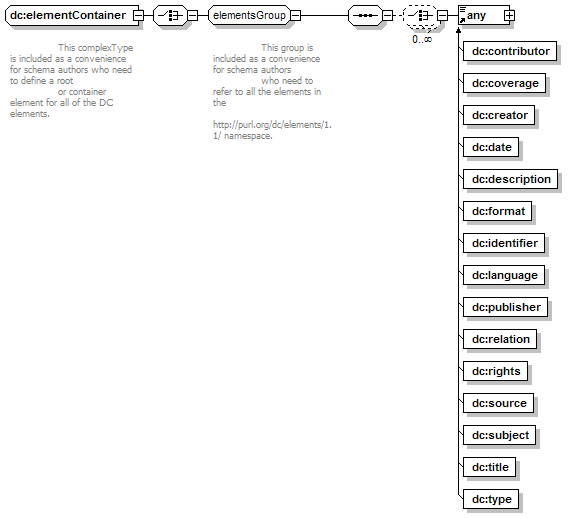 dc:elementContainer
elementsGroup
any
0..∞
This complexType
is included as a convenience
for schema authors who need
to define a root
or container
element for all of the DC
elements.
This group is
included as a convenience
for schema authors
who need to
refer to all the elements in
the
http://purl.org/dc/elements/1.
1/ namespace.
dc:contributor
dc:coverage
dc:creator
dc:date
dc:description
dc:format
dc:identifier
dc:language
dc:publisher
dc:relation
dc:rights
dc:source
dc:subject
dc:title
dc:type